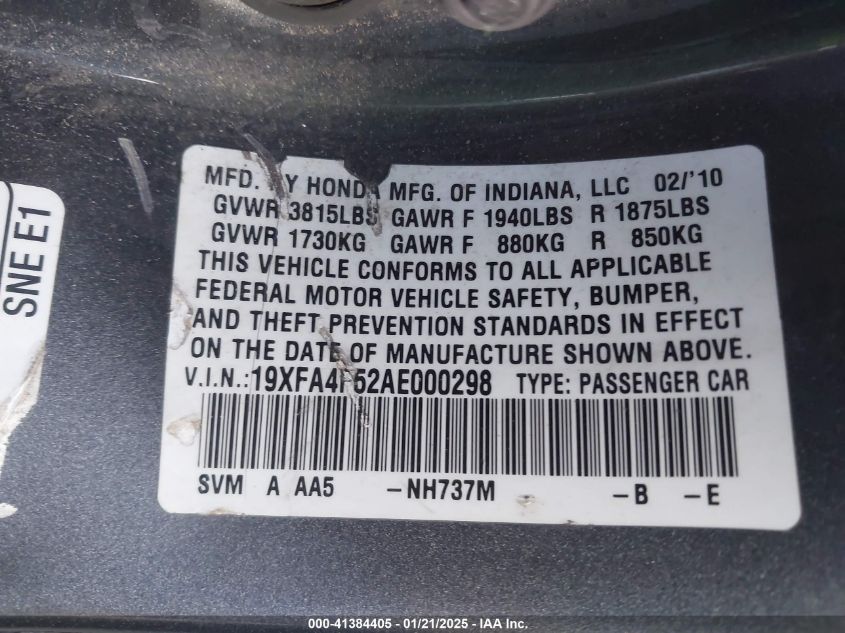 MFD. BY HONDA MFG. OF INDIANA, LLC 02/'10
GVWR 3815LBS GAWR F 1940LBS R 1875LBS
GVWR 1730KG GAWR F 880KG R 850KG
THIS VEHICLE CONFORMS TO ALL APPLICABLE
FEDERAL MOTOR VEHICLE SAFETY, BUMPER,
AND THEFT PREVENTION STANDARDS IN EFFECT
ON THE DATE OF MANUFACTURE SHOWN ABOVE.
V.I.N.: TYPE: PASSENGER CAR
SVM A AA5 -NH737M -B -E
SNE E1
000-41384405 | 01/21/2025 | IAA Inc.